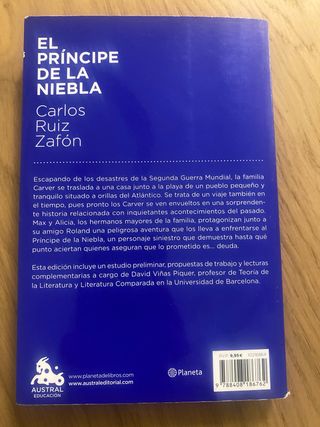 EL
PRÍNCIPE
DE LA
NIEBLA
Carlos
Ruiz
Zafón
Escapando de los desastres de la Segunda Guerra Mundial, la familia
Carver se traslada a una casa junto a la playa de un pueblo pequeño y
tranquilo situado a orillas del Atlántico. Se trata de un viaje también en
el tiempo, pues pronto los Carver se ven envueltos en una sorprenden-
te historia relacionada con inquietantes acontecimientos del pasado.
Max y Alicia, los hermanos mayores de la familia, protagonizan junto a
su amigo Roland una peligrosa aventura que los lleva a enfrentarse al
Príncipe de la Niebla, un personaje siniestro que demuestra hasta qué
punto aciertan quienes aseguran que lo prometido es... deuda.
Esta edición incluye un estudio preliminar, propuestas de trabajo y lecturas
complementarias a cargo de David Viñas Piquer, profesor de Teoría de
la Literatura y Literatura Comparada en la Universidad de Barcelona.
AUSTRAL
EDUCACIÓN
www.planetadelibros.com
www.australeditorial.com
Planeta
PVP: 9,95 €
9 788408 186762